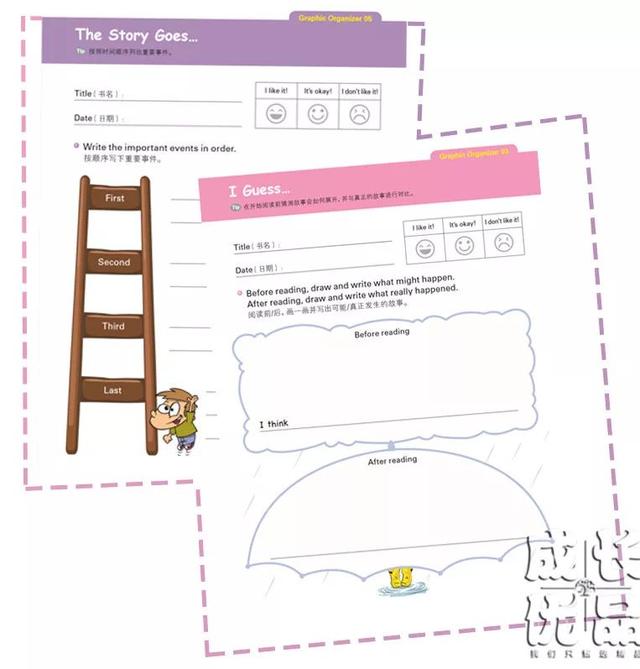 Graphic Organizer 05
The Story Goes...
Tip 按照时间顺序列出重要事件。
Title ( 书名 ) :
I like it!
It's okay!
I don't like it!
Date ( 日期 ) :
Write the important events in order.
按顺序写下重要事件。
First
Second
Third
Last
Graphic Organizer 03
I Guess...
Tip 在开始阅读前猜测故事会如何展开，并与真正的故事进行对比。
Title ( 书名 ) :
I like it!
It's okay!
I don't like it!
Date ( 日期 ) :
Before reading, draw and write what might happen.
After reading, draw and write what really happened.
阅读前/后，画一画并写出可能/真正发生的故事。
Before reading
I think
After reading
成长
优品